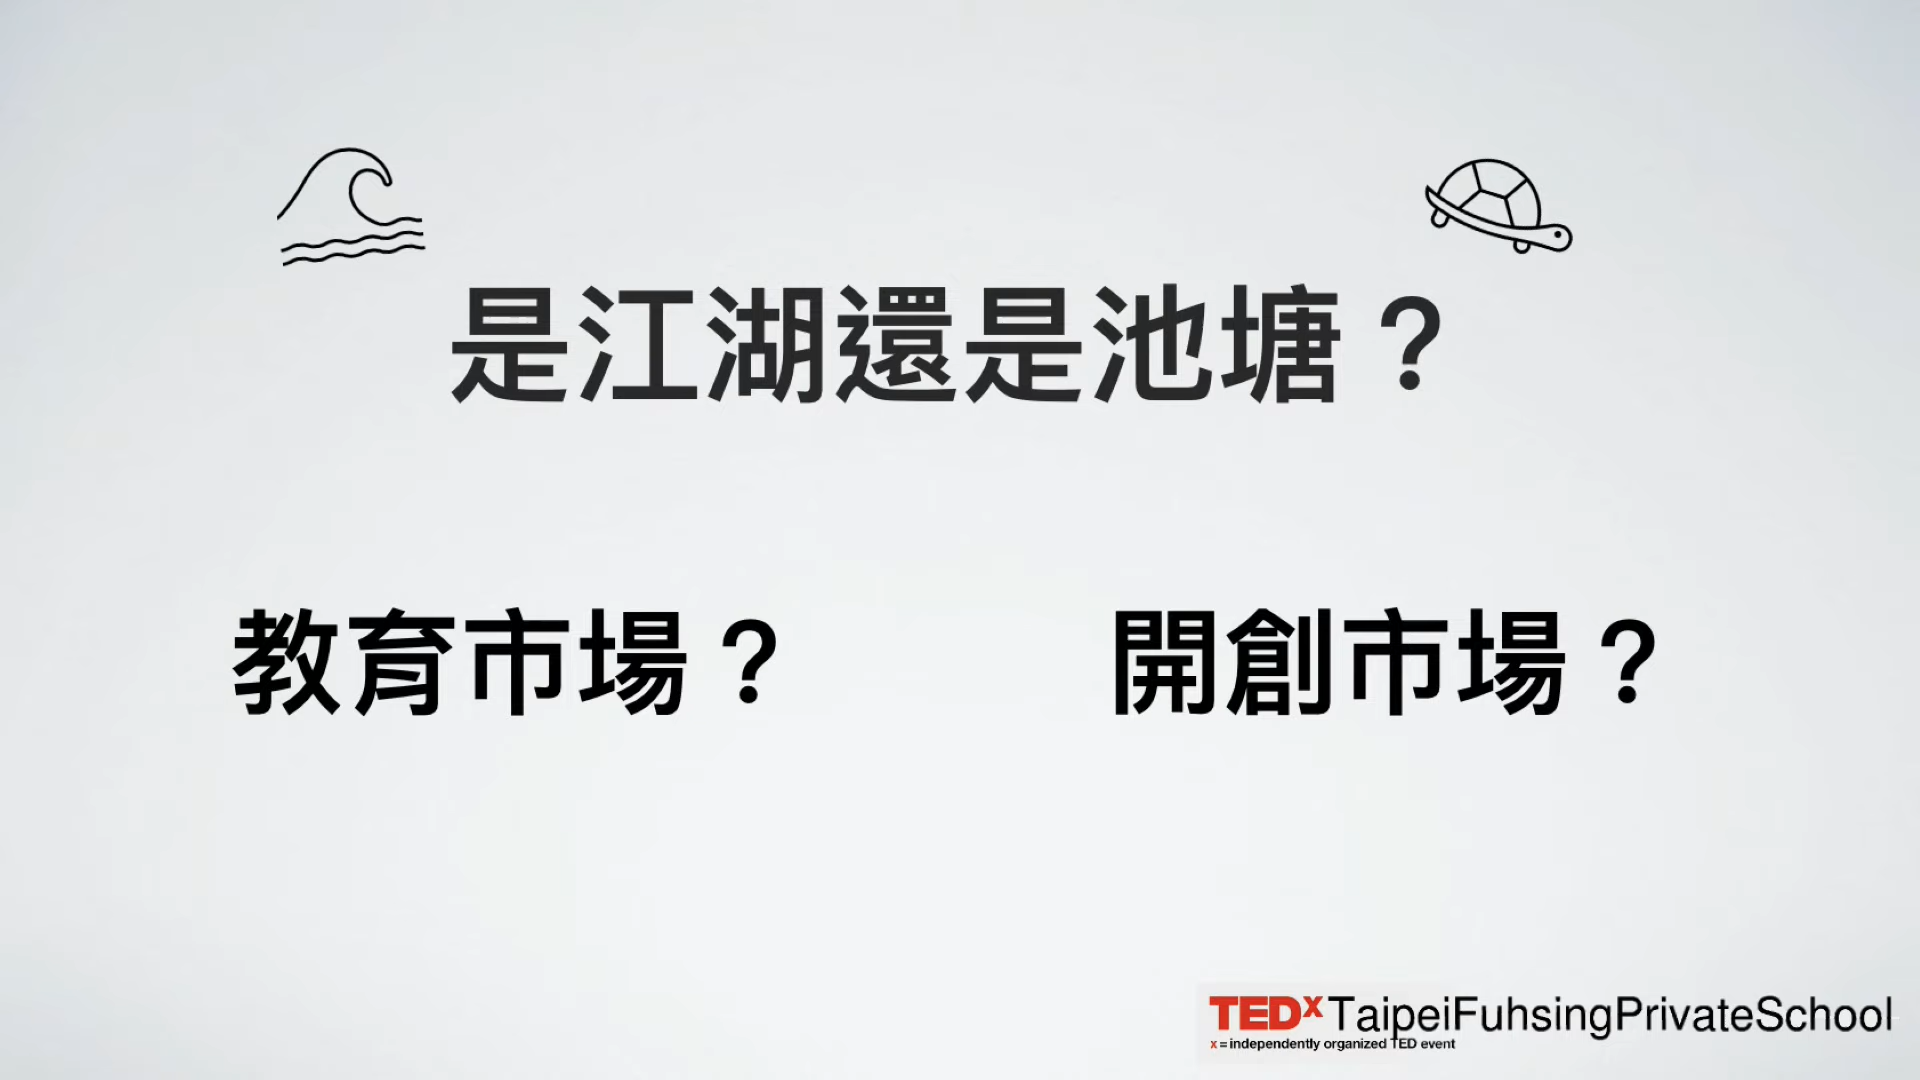 是江湖還是池塘？
教育市場？
開創市場？
TEDxTaipeiFuhsingPrivateSchool
x = independently organized TED event